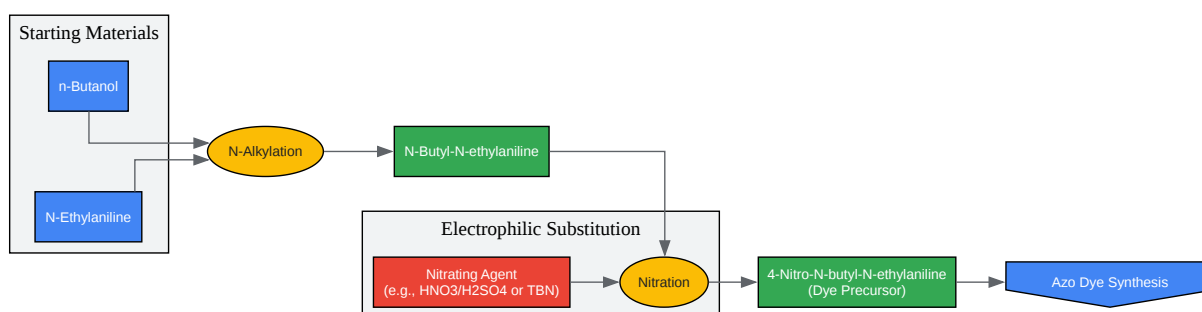 Starting Materials
n-Butanol
N-Ethylaniline
N-Alkylation
N-Butyl-N-ethylaniline
Electrophilic Substitution
Nitrating Agent
(e.g., HNO3/H2SO4 or TBN)
Nitration
4-Nitro-N-butyl-N-ethylaniline
(Dye Precursor)
Azo Dye Synthesis